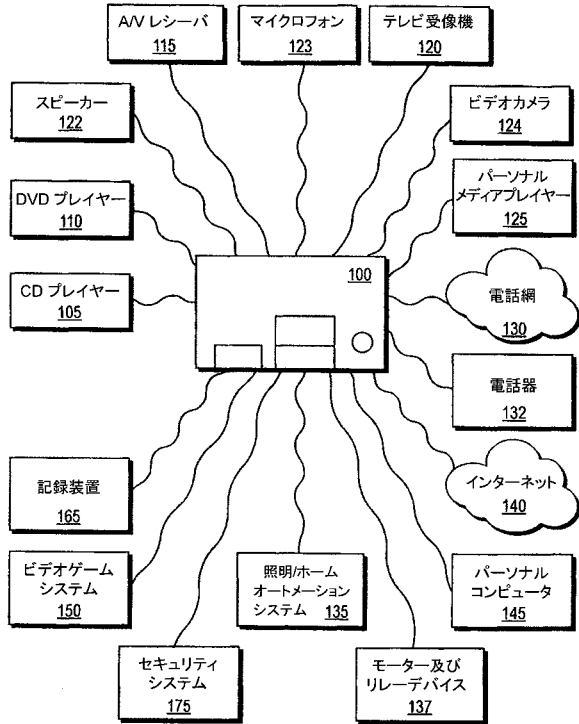 A/V レシーバ
115
マイクロフォン
123
テレビ受像機
120
スピーカー
122
ビデオカメラ
124
DVD プレイヤー
110
パーソナル
メディアプレイヤー
125
100
CD プレイヤー
105
電話網
130
電話器
132
記録装置
165
インターネット
140
ビデオゲーム
システム
150
照明/ホーム
オートメーション
システム 135
パーソナル
コンピュータ
145
セキュリティ
システム
175
モーター及び
リレーデバイス
137